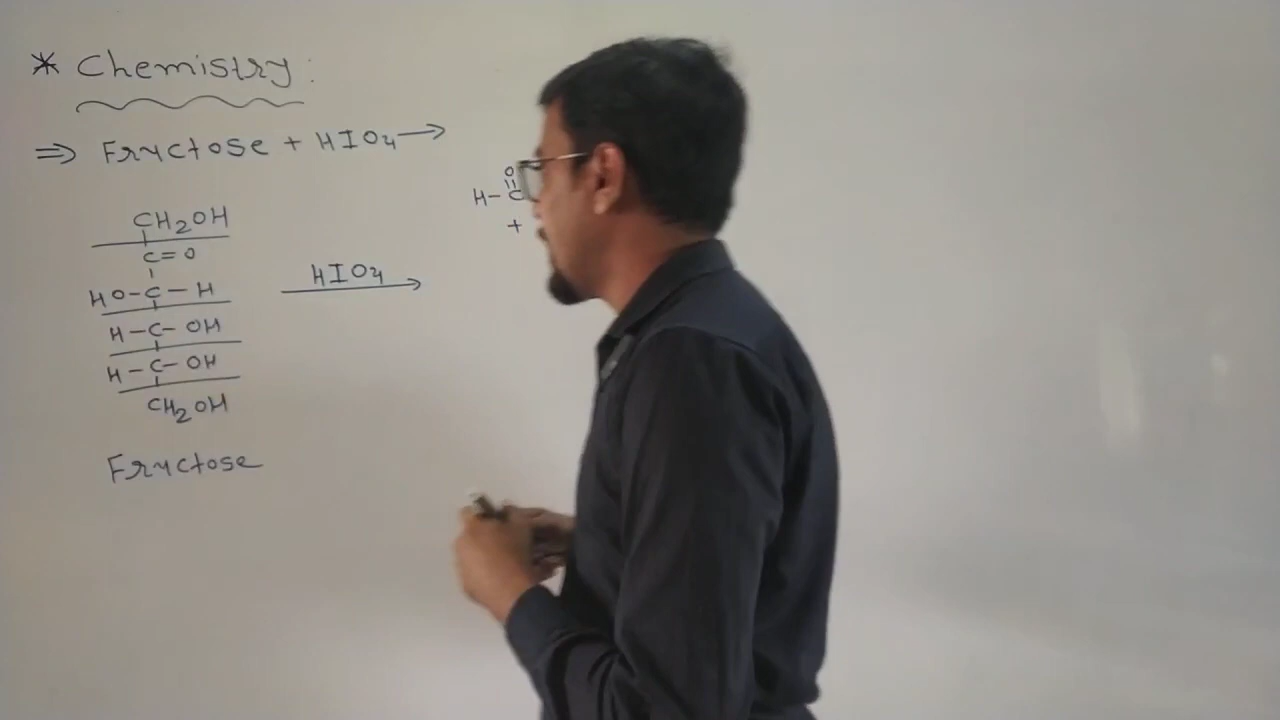 * Chemistry:
⇒ Fructose + HIO4 →
CH2OH
C=O
HO-C-H
H-C-OH
H-C-OH
CH2OH
Fructose
HIO4
O
H-C
+